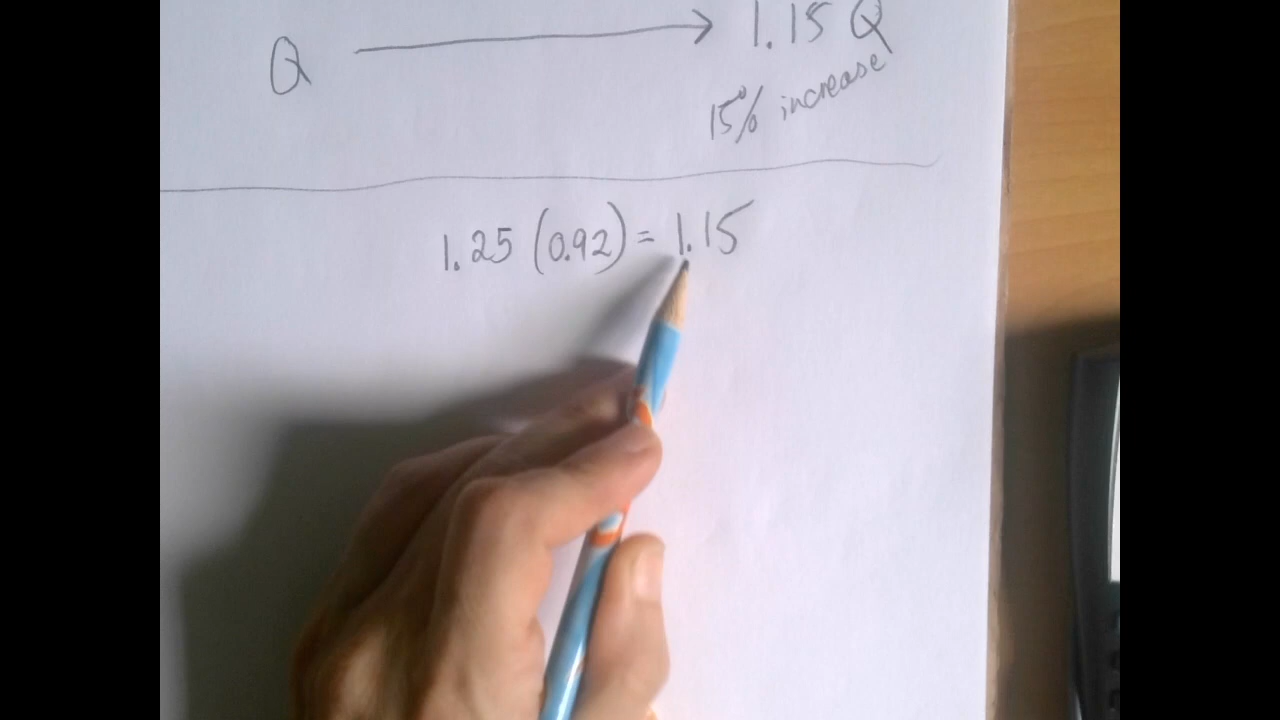 Q → 1.15 Q
15% increase
1.25 (0.92) = 1.15